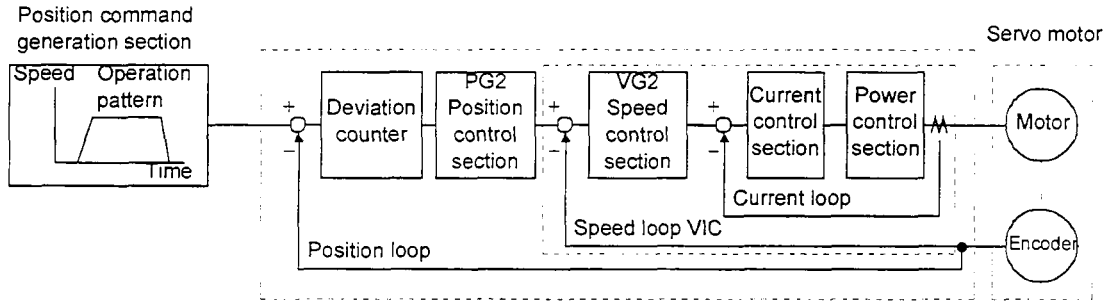 Position command
generation section
Servo motor
Speed Operation
pattern
Time
+
−
Deviation
counter
PG2
Position
control
section
+
−
VG2
Speed
control
section
+
−
Current
control
section
Power
control
section
Motor
Current loop
Speed loop VIC
Position loop
Encoder